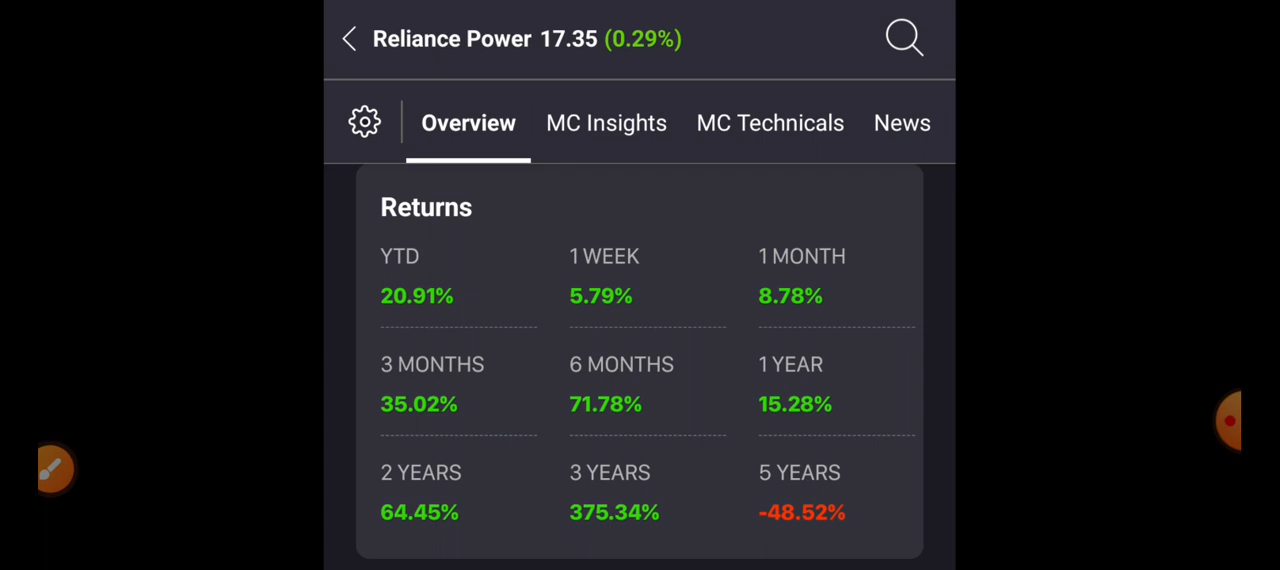 Reliance Power 17.35 (0.29%)
Overview MC Insights MC Technicals News
Returns
YTD 1 WEEK 1 MONTH
20.91% 5.79% 8.78%
3 MONTHS 6 MONTHS 1 YEAR
35.02% 71.78% 15.28%
2 YEARS 3 YEARS 5 YEARS
64.45% 375.34% -48.52%